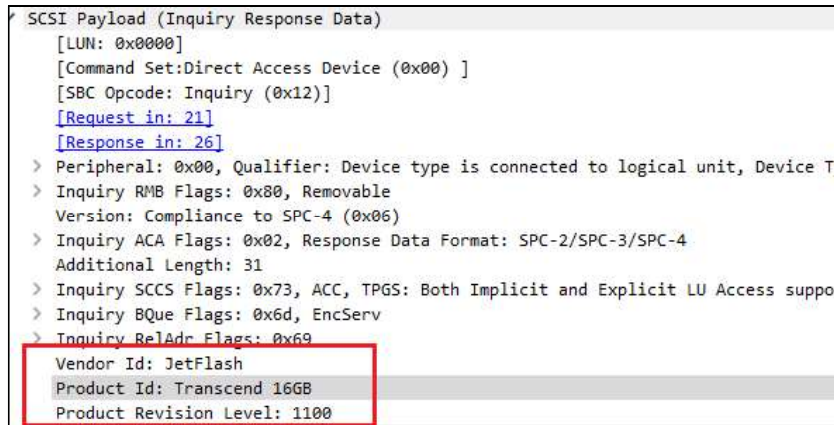 SCSI Payload (Inquiry Response Data)
[LUN: 0x0000]
[Command Set:Direct Access Device (0x00) ]
[SBC Opcode: Inquiry (0x12)]
[Request in: 21]
[Response in: 26]
> Peripheral: 0x00, Qualifier: Device type is connected to logical unit, Device T
> Inquiry RMB Flags: 0x80, Removable
Version: Compliance to SPC-4 (0x06)
> Inquiry ACA Flags: 0x02, Response Data Format: SPC-2/SPC-3/SPC-4
Additional Length: 31
> Inquiry SCCS Flags: 0x73, ACC, TPGS: Both Implicit and Explicit LU Access suppo
> Inquiry BQue Flags: 0x6d, EncServ
> Inquiry RelAdr Flags: 0x69
Vendor Id: JetFlash
Product Id: Transcend 16GB
Product Revision Level: 1100